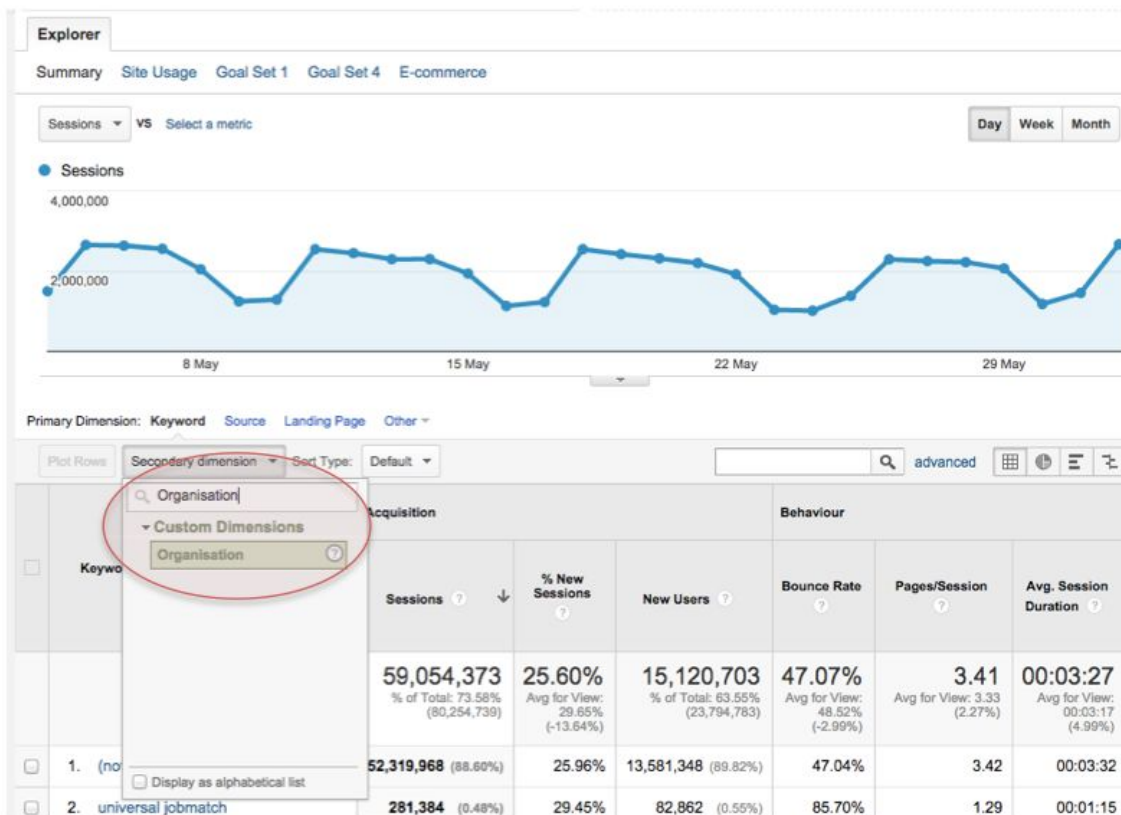 Explorer
Summary Site Usage Goal Set 1 Goal Set 4 E-commerce
Sessions VS Select a metric Day Week Month
Sessions
4,000,000
2,000,000
8 May 15 May 22 May 29 May
Primary Dimension: Keyword Source Landing Page Other
Plot Rows Secondary dimension Sort Type: Default advanced
Organisation
Custom Dimensions
Organisation
Acquisition Behaviour
Keywo
Sessions % New Sessions New Users Bounce Rate Pages/Session Avg. Session Duration
59,054,373 25.60% 15,120,703 47.07% 3.41 00:03:27
% of Total: 73.58% Avg for View: % of Total: 63.55% Avg for View: Avg for View: 3.33 Avg for View:
(80,254,739) 29.65% (23,794,783) 48.52% (2.27%) 00:03:17
(-13.64%) (-2.99%) (4.99%)
1. (no 52,319,968 (88.60%) 25.96% 13,581,348 (89.82%) 47.04% 3.42 00:03:32
Display as alphabetical list
2. universal jobmatch 281,384 (0.48%) 29.45% 82,862 (0.55%) 85.70% 1.29 00:01:15